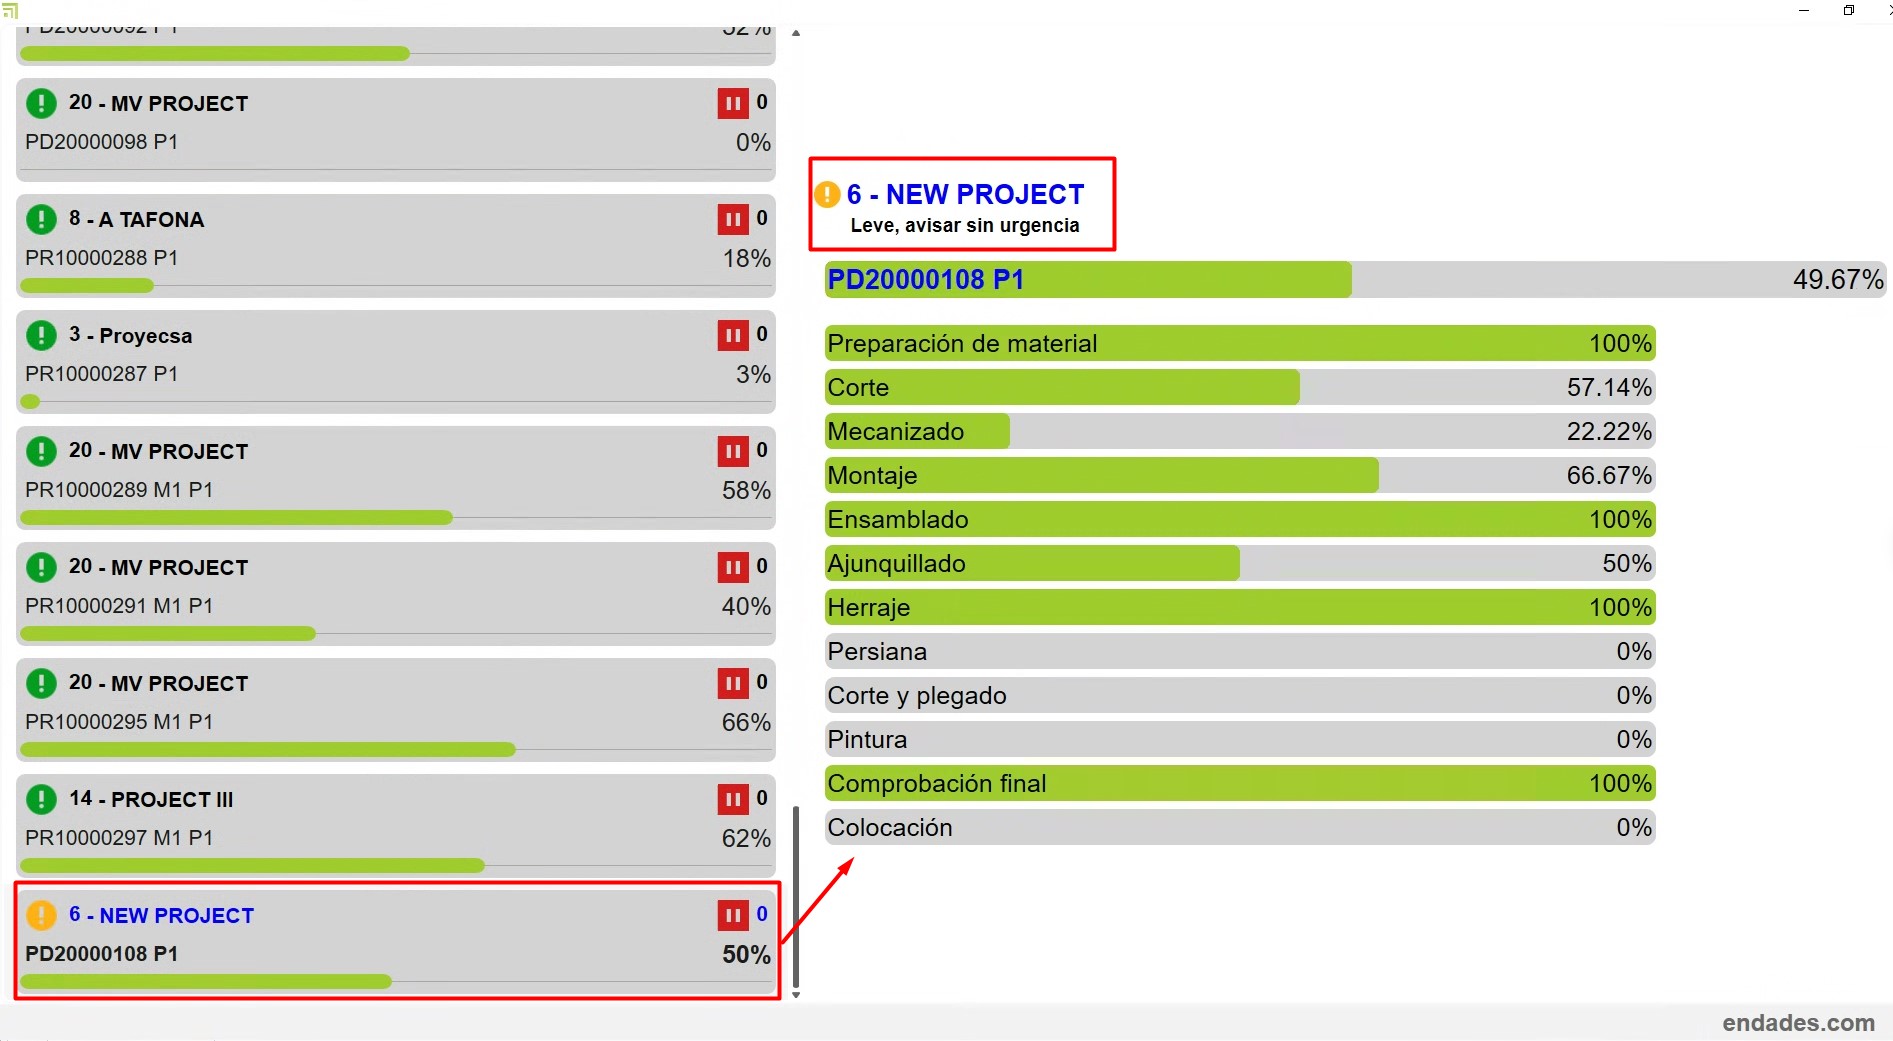 PD20000092 P1
52%
20 - MV PROJECT
0
PD20000098 P1
0%
8 - A TAFONA
0
PR10000288 P1
18%
3 - Proyecsa
0
PR10000287 P1
3%
20 - MV PROJECT
0
PR10000289 M1 P1
58%
20 - MV PROJECT
0
PR10000291 M1 P1
40%
20 - MV PROJECT
0
PR10000295 M1 P1
66%
14 - PROJECT III
0
PR10000297 M1 P1
62%
6 - NEW PROJECT
0
PD20000108 P1
50%
6 - NEW PROJECT
Leve, avisar sin urgencia
PD20000108 P1
49.67%
Preparación de material
100%
Corte
57.14%
Mecanizado
22.22%
Montaje
66.67%
Ensamblado
100%
Ajunquillado
50%
Herraje
100%
Persiana
0%
Corte y plegado
0%
Pintura
0%
Comprobación final
100%
Colocación
0%
endades.com